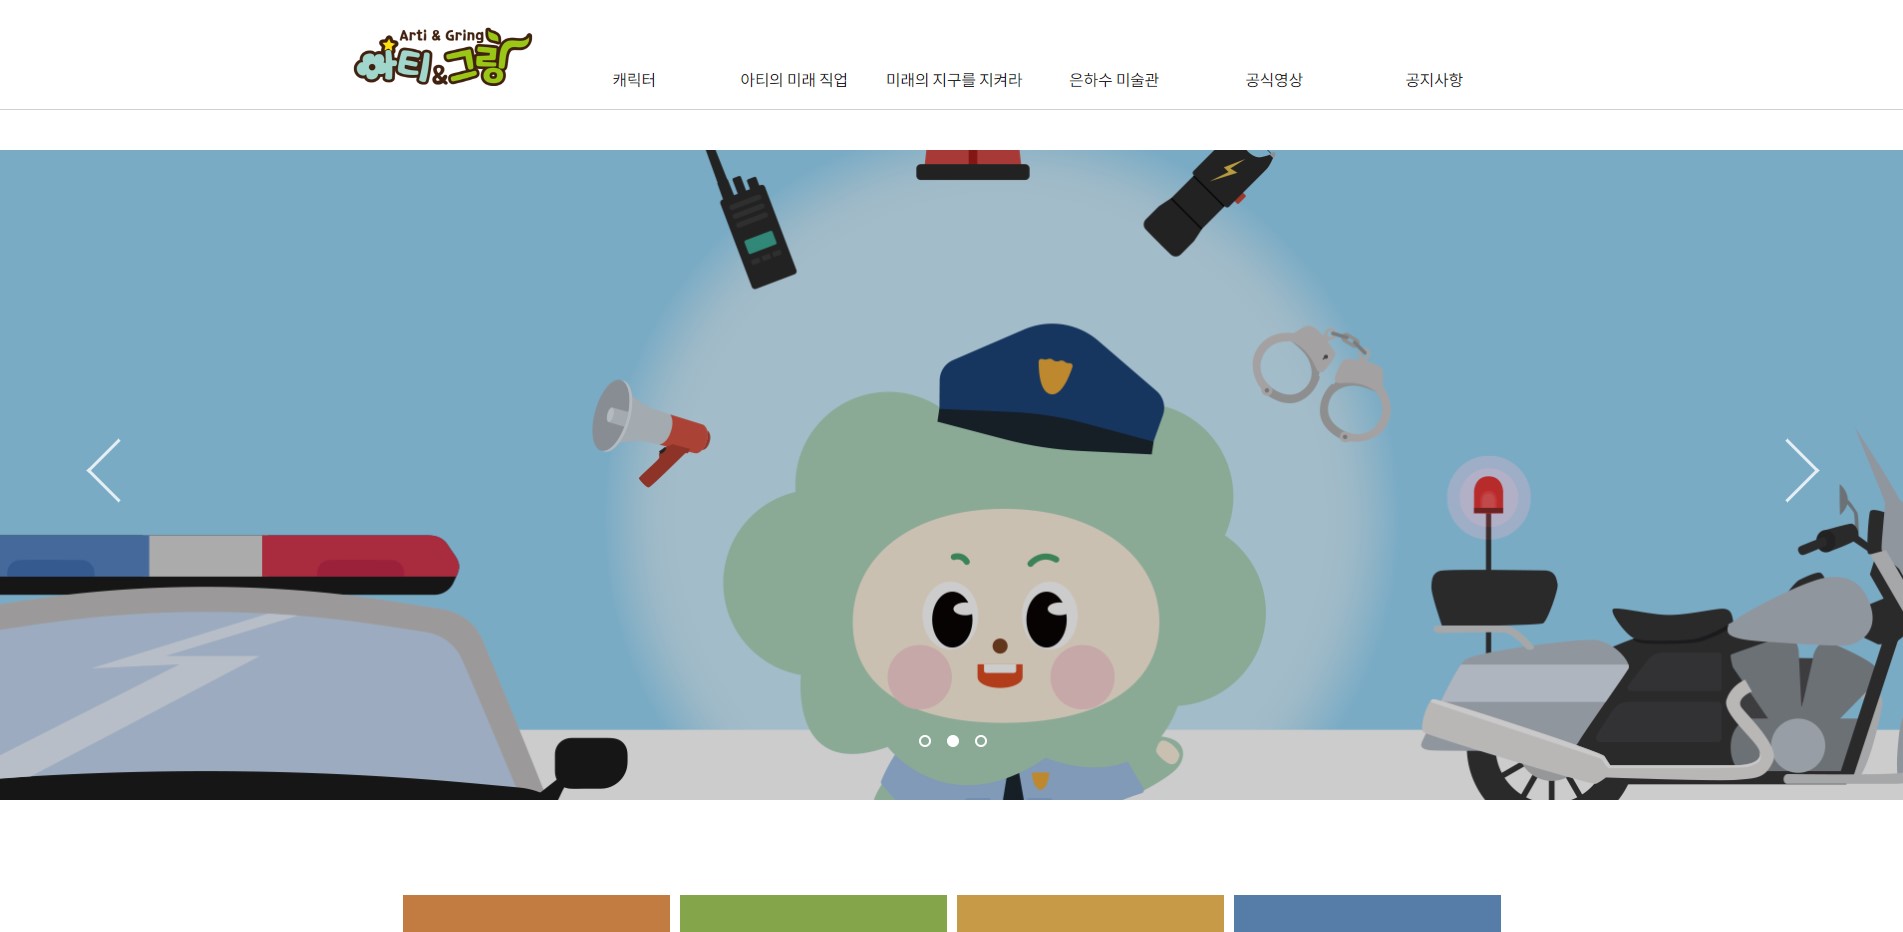 Arti & Gring
아티&그링
캐릭터
아티의 미래 직업
미래의 지구를 지켜라
은하수 미술관
공식영상
공지사항